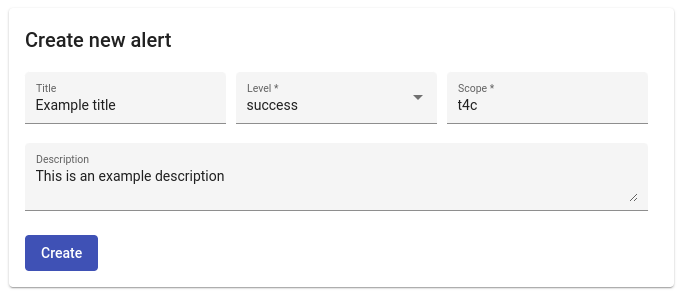 Create new alert
Title
Example title
Level *
success
Scope *
t4c
Description
This is an example description
Create